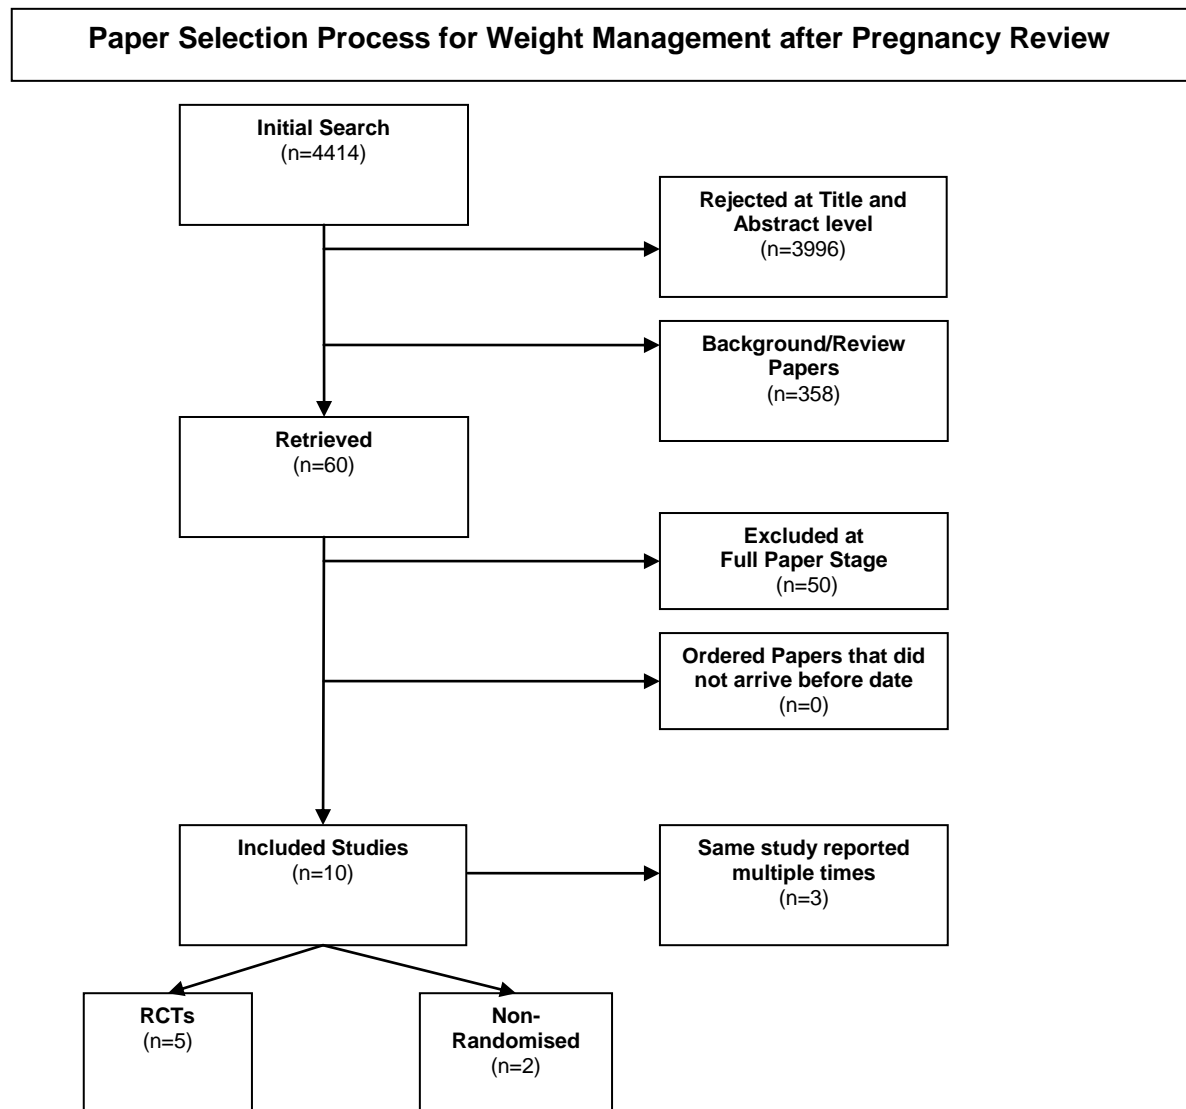 Paper Selection Process for Weight Management after Pregnancy Review
Initial Search
(n=4414)
Rejected at Title and
Abstract level
(n=3996)
Background/Review
Papers
(n=358)
Retrieved
(n=60)
Excluded at
Full Paper Stage
(n=50)
Ordered Papers that did
not arrive before date
(n=0)
Included Studies
(n=10)
Same study reported
multiple times
(n=3)
RCTs
(n=5)
Non-
Randomised
(n=2)